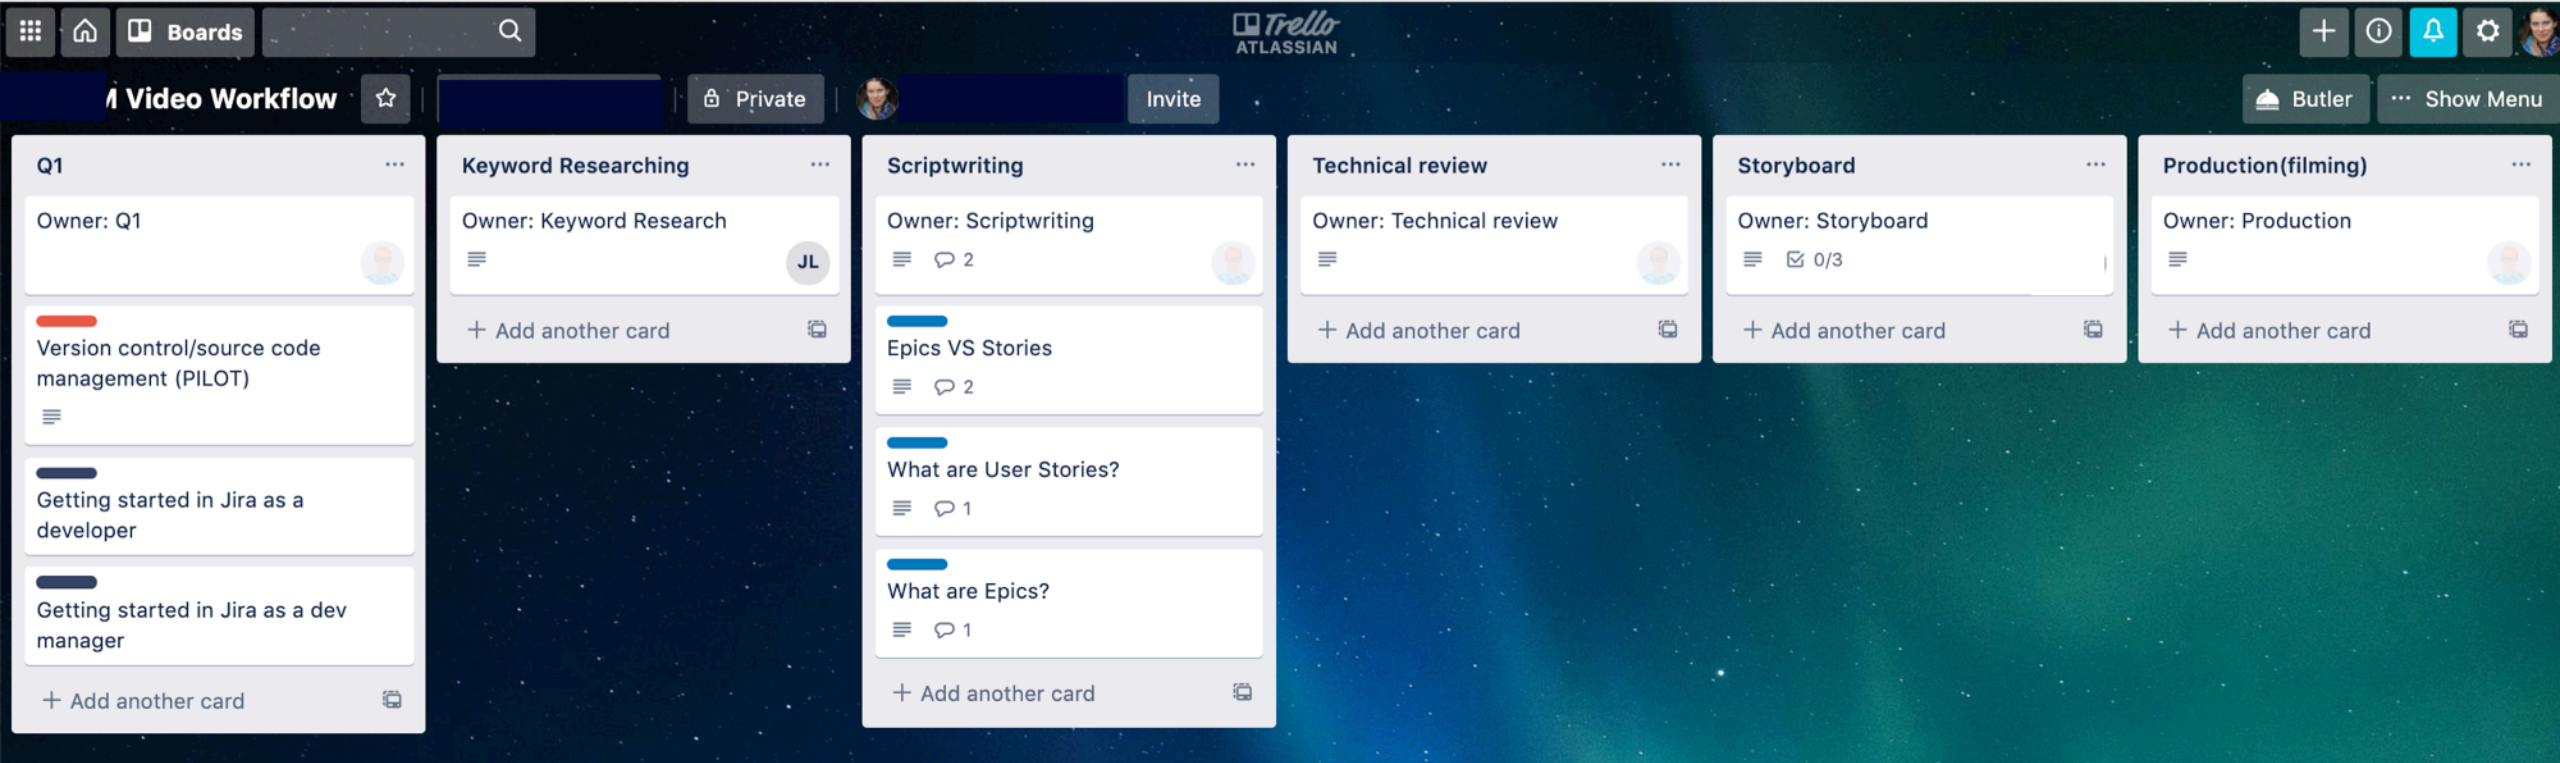 Boards
Trello
ATLASSIAN
Video Workflow
Private
Invite
Butler
Show Menu
Q1
Owner: Q1
Version control/source code
management (PILOT)
Getting started in Jira as a
developer
Getting started in Jira as a dev
manager
+ Add another card
Keyword Researching
Owner: Keyword Research
JL
+ Add another card
Scriptwriting
Owner: Scriptwriting
2
Epics VS Stories
2
What are User Stories?
1
What are Epics?
1
+ Add another card
Technical review
Owner: Technical review
+ Add another card
Storyboard
Owner: Storyboard
0/3
+ Add another card
Production(filming)
Owner: Production
+ Add another card